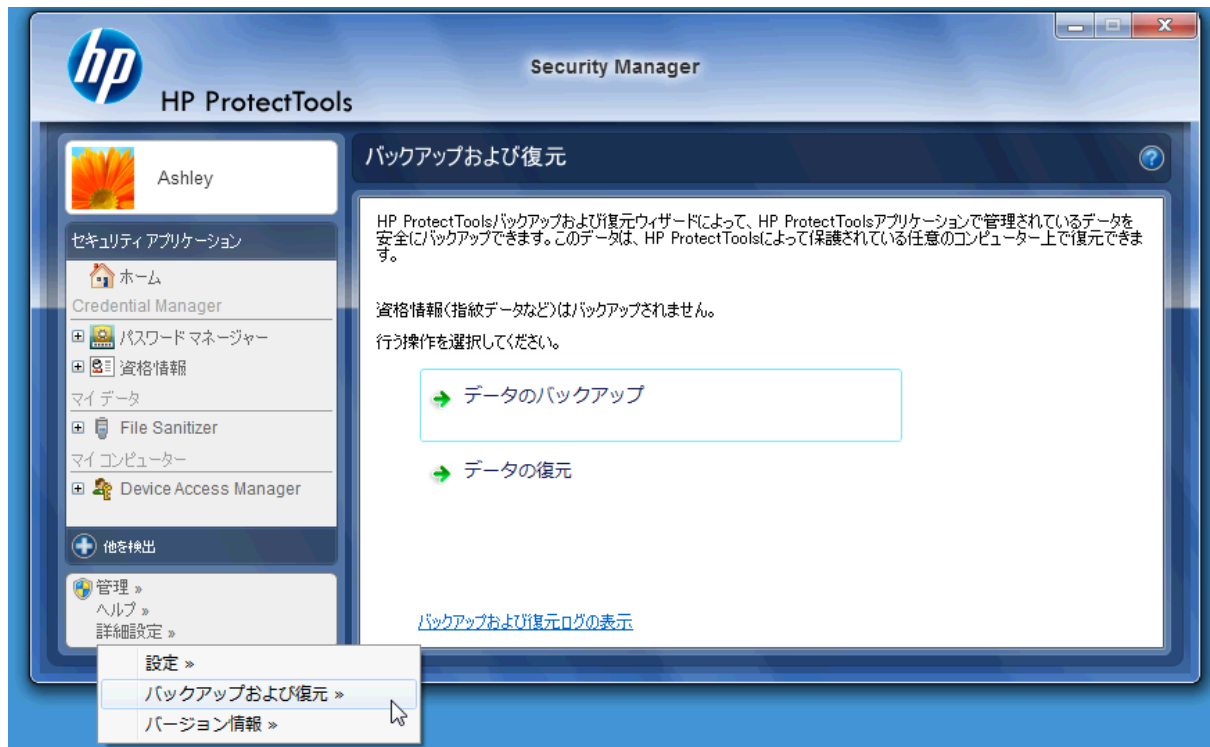 hp
HP ProtectTools
Security Manager
Ashley
セキュリティ アプリケーション
ホーム
Credential Manager
パスワード マネージャー
資格情報
マイ データ
File Sanitizer
マイ コンピューター
Device Access Manager
他を検出
管理 »
ヘルプ »
詳細設定 »
設定 »
バックアップおよび復元 »
バージョン情報 »
バックアップおよび復元
HP ProtectToolsバックアップおよび復元ウィザードによって、HP ProtectToolsアプリケーションで管理されているデータを
安全にバックアップできます。このデータは、HP ProtectToolsによって保護されている任意のコンピューター上で復元できま
す。
資格情報(指紋データなど)はバックアップされません。
行う操作を選択してください。
データのバックアップ
データの復元
バックアップおよび復元ログの表示